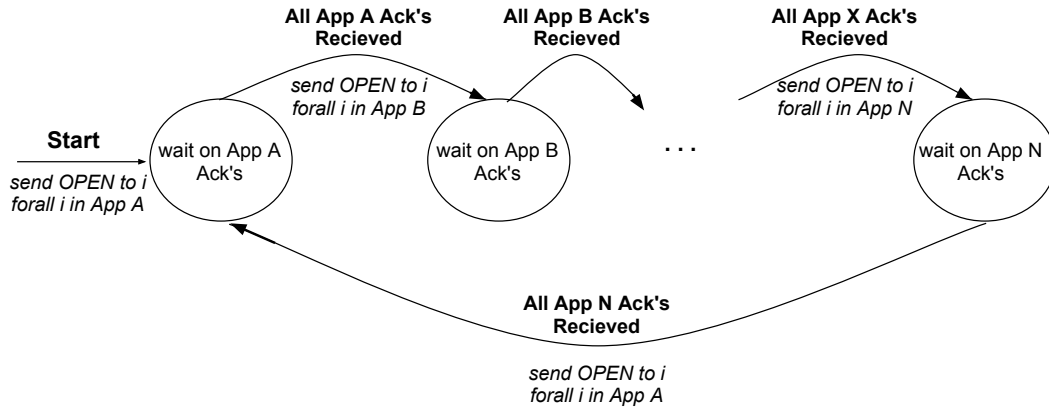 All App A Ack's
Recieved
All App B Ack's
Recieved
All App X Ack's
Recieved
send OPEN to i
forall i in App B
send OPEN to i
forall i in App N
Start
send OPEN to i
forall i in App A
wait on App A
Ack's
wait on App B
Ack's
. . .
wait on App N
Ack's
All App N Ack's
Recieved
send OPEN to i
forall i in App A